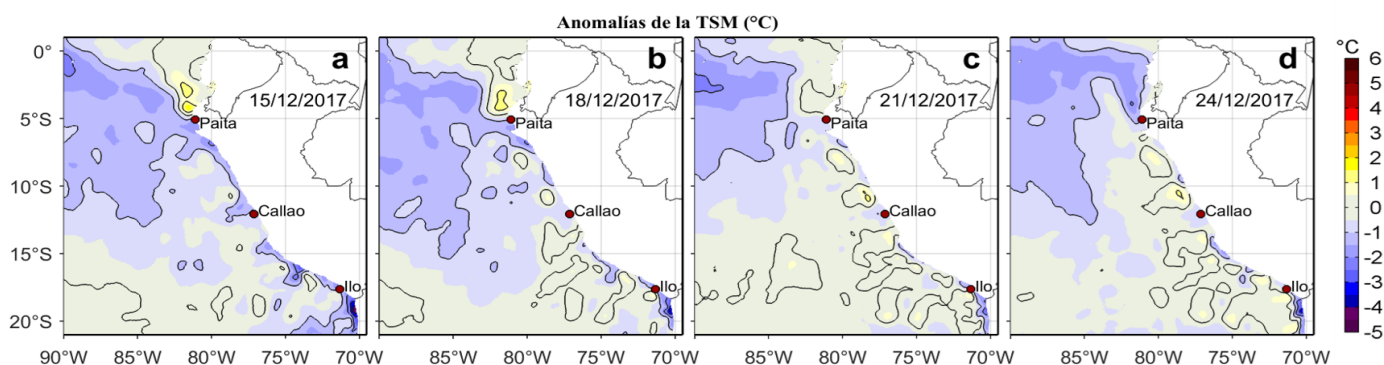 Anomalías de la TSM (°C)
a
b
c
d
°C
15/12/2017
18/12/2017
21/12/2017
24/12/2017
Paita
Paita
Paita
Paita
Callao
Callao
Callao
Callao
Ilo
Ilo
Ilo
Ilo
0°
5°S
10°S
15°S
20°S
90°W 85°W 80°W 75°W 70°W
85°W 80°W 75°W 70°W
85°W 80°W 75°W 70°W
85°W 80°W 75°W 70°W
6
5
4
3
2
1
0
-1
-2
-3
-4
-5